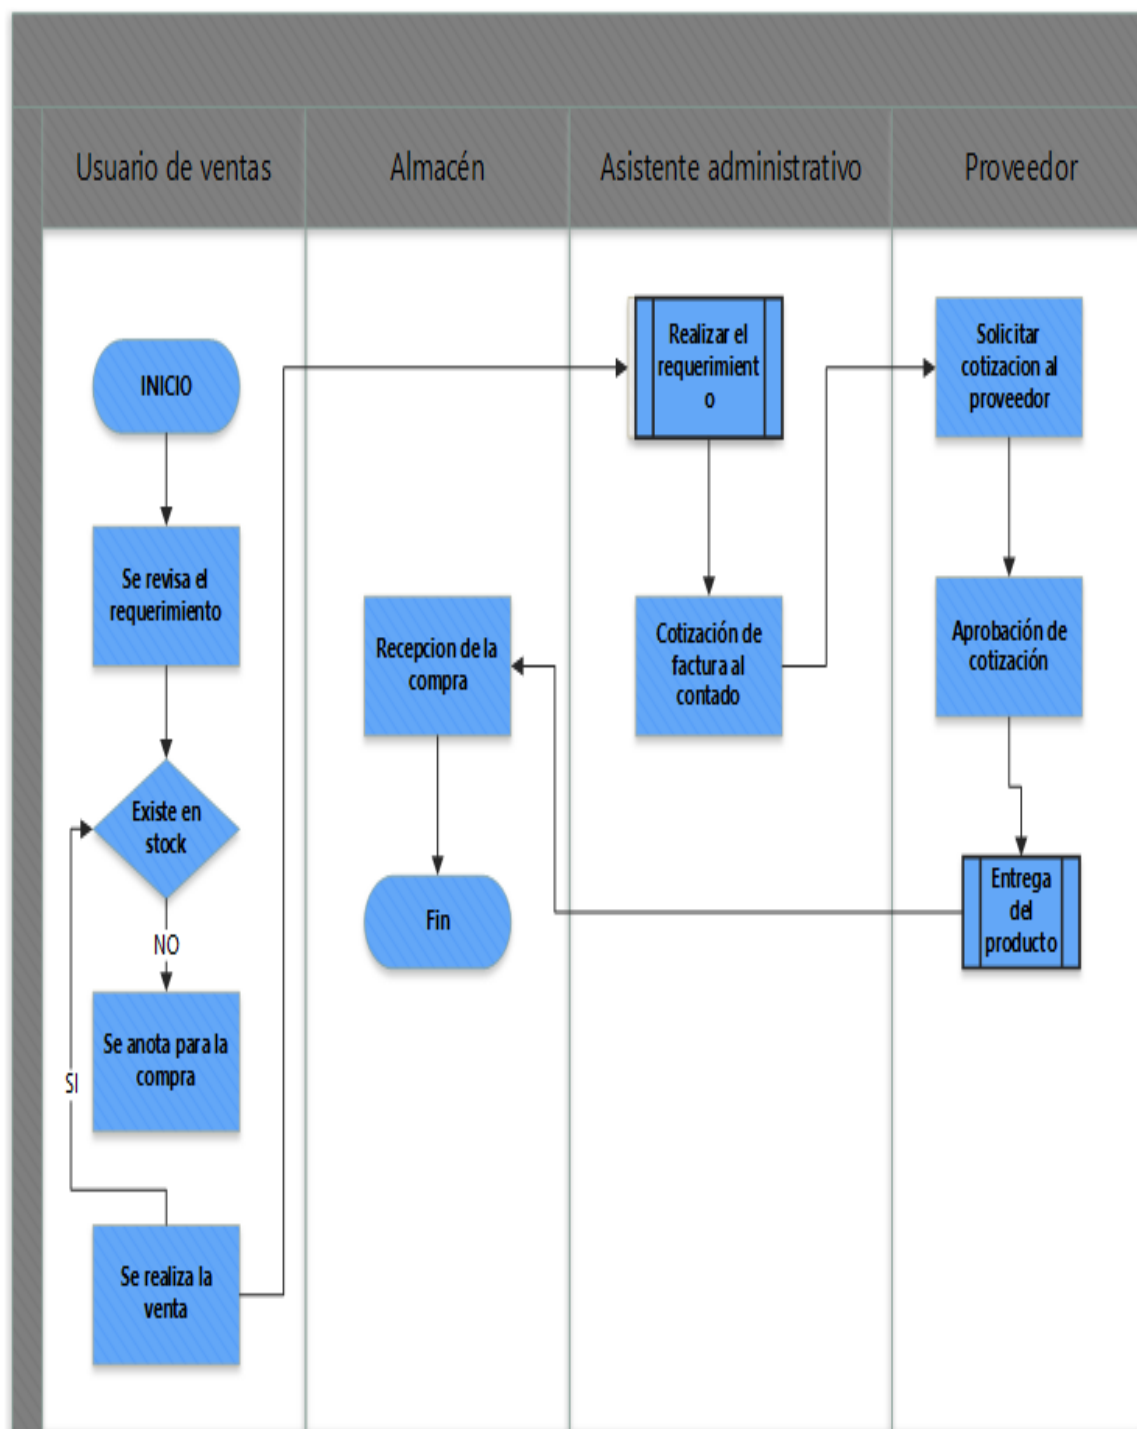 Usuario de ventas
Almacén
Asistente administrativo
Proveedor
INICIO
Se revisa el
requerimiento
Existe en
stock
NO
Se anota para la
compra
SI
Se realiza la
venta
Recepcion de la
compra
Fin
Realizar el
requerimient
o
Cotización de
factura al
contado
Solicitar
cotizacion al
proveedor
Aprobación de
cotización
Entrega
del
producto